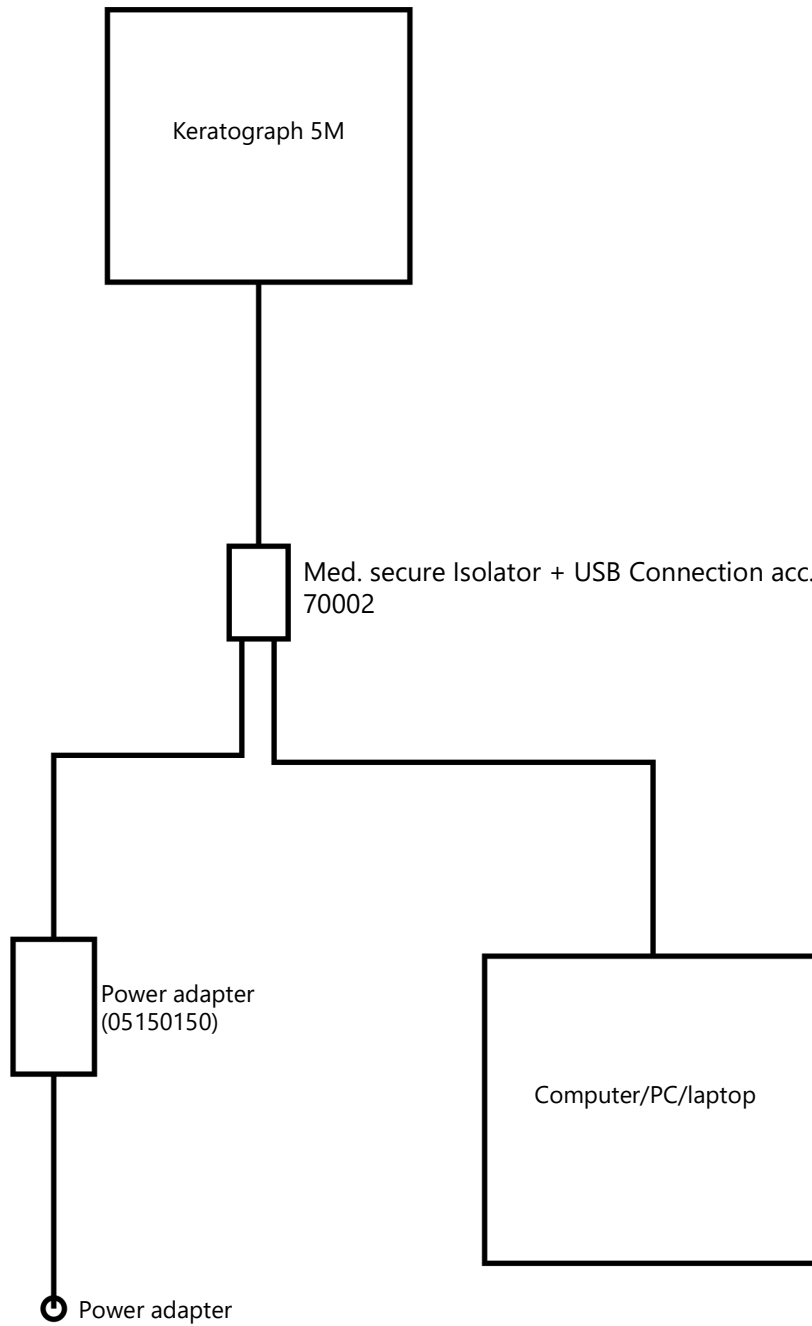 Keratograph 5M
Med. secure Isolator + USB Connection acc.
70002
Power adapter
(05150150)
Computer/PC/laptop
Power adapter